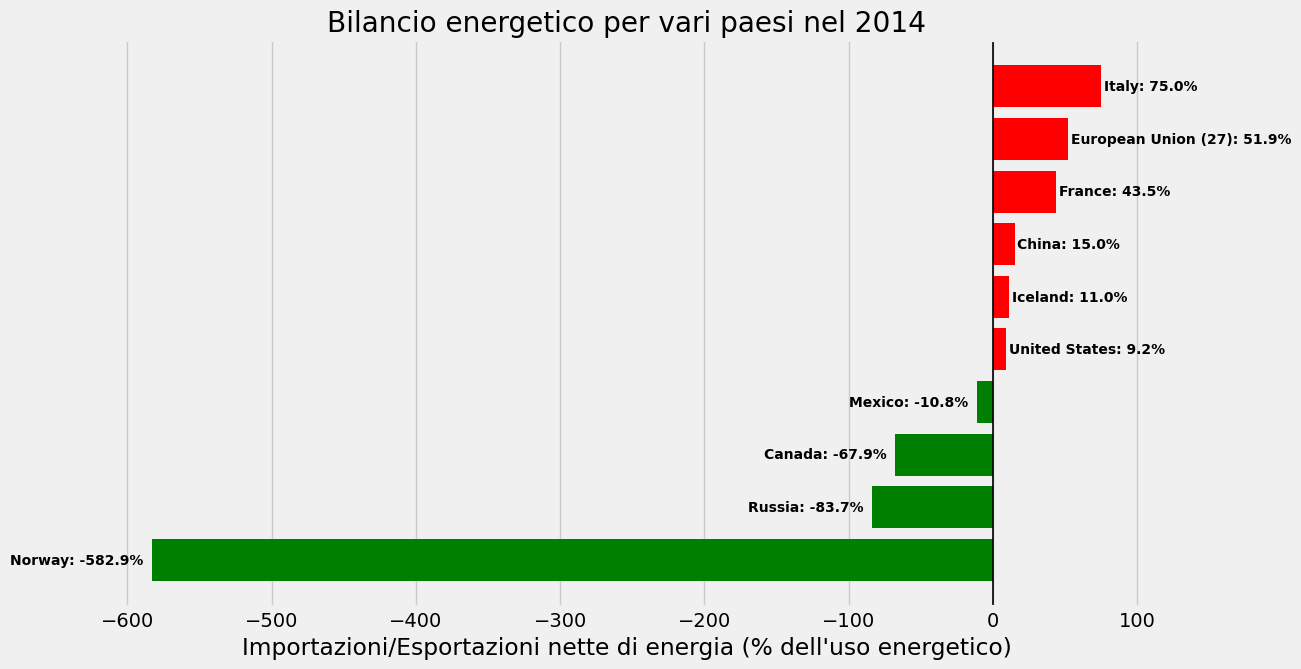 Bilancio energetico per vari paesi nel 2014
Italy: 75.0%
European Union (27): 51.9%
France: 43.5%
China: 15.0%
Iceland: 11.0%
United States: 9.2%
Mexico: -10.8%
Canada: -67.9%
Russia: -83.7%
Norway: -582.9%
−600 −500 −400 −300 −200 −100 0 100
Importazioni/Esportazioni nette di energia (% dell'uso energetico)